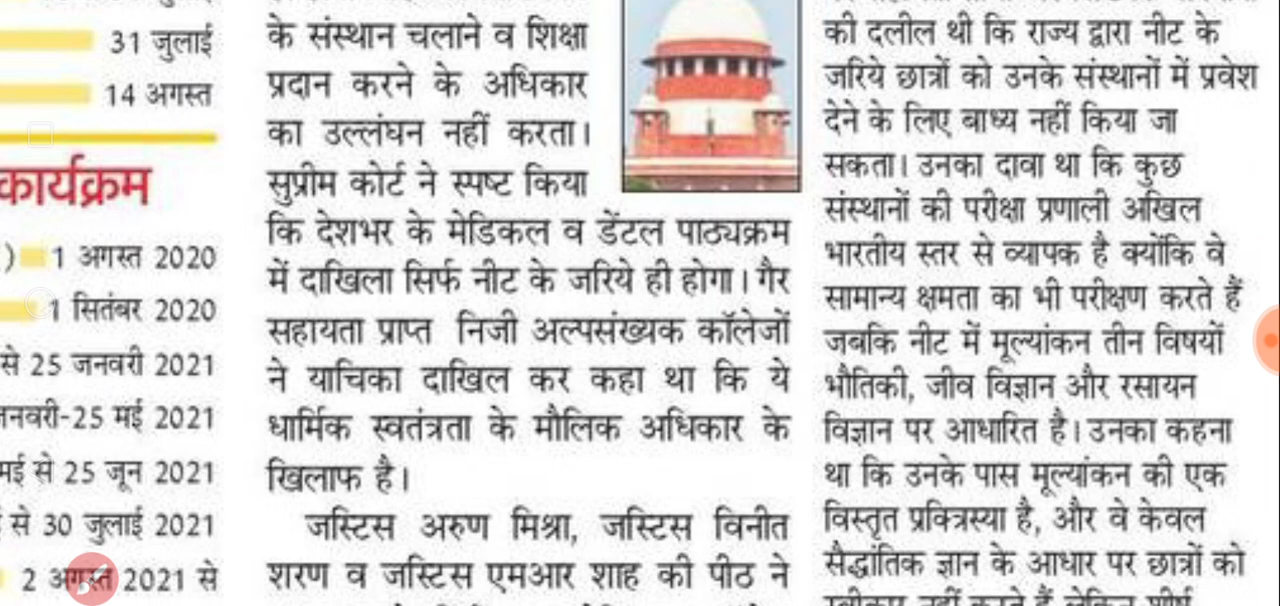 31 जुलाई
14 अगस्त
कार्यक्रम
) 1 अगस्त 2020
1 सितंबर 2020
से 25 जनवरी 2021
जनवरी-25 मई 2021
मई से 25 जून 2021
से 30 जुलाई 2021
2 अगस्त 2021 से
के संस्थान चलाने व शिक्षा
प्रदान करने के अधिकार
का उल्लंघन नहीं करता।
सुप्रीम कोर्ट ने स्पष्ट किया
कि देशभर के मेडिकल व डेंटल पाठ्यक्रम
में दाखिला सिर्फ नीट के जरिये ही होगा। गैर
सहायता प्राप्त निजी अल्पसंख्यक कॉलेजों
ने याचिका दाखिल कर कहा था कि ये
धार्मिक स्वतंत्रता के मौलिक अधिकार के
खिलाफ है।
जस्टिस अरुण मिश्रा, जस्टिस विनीत
शरण व जस्टिस एमआर शाह की पीठ ने
की दलील थी कि राज्य द्वारा नीट के
जरिये छात्रों को उनके संस्थानों में प्रवेश
देने के लिए बाध्य नहीं किया जा
सकता। उनका दावा था कि कुछ
संस्थानों की परीक्षा प्रणाली अखिल
भारतीय स्तर से व्यापक है क्योंकि वे
सामान्य क्षमता का भी परीक्षण करते हैं
जबकि नीट में मूल्यांकन तीन विषयों
भौतिकी, जीव विज्ञान और रसायन
विज्ञान पर आधारित है। उनका कहना
था कि उनके पास मूल्यांकन की एक
विस्तृत प्रक्त्रिस्या है, और वे केवल
सैद्धांतिक ज्ञान के आधार पर छात्रों को
स्वीकार नहीं करते हैं लेकिन शीर्ष